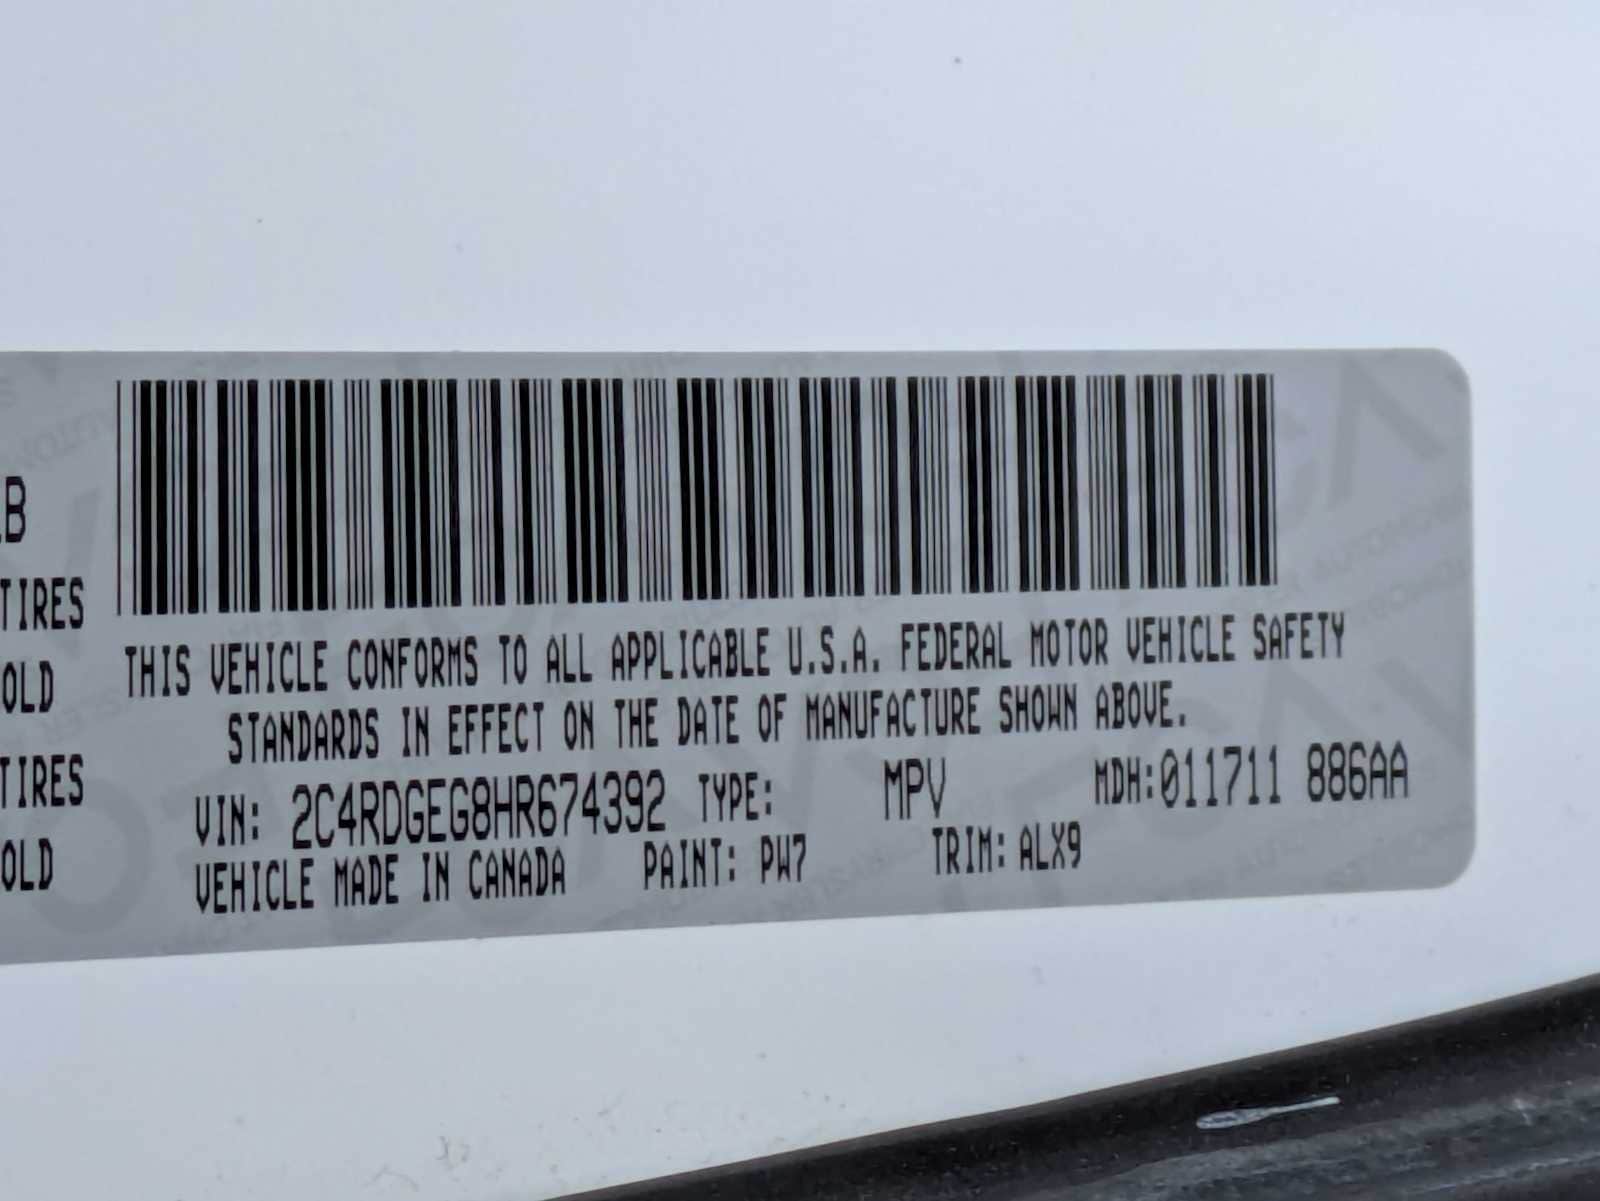 LB
TIRES
OLD
TIRES
OLD
THIS VEHICLE CONFORMS TO ALL APPLICABLE U.S.A. FEDERAL MOTOR VEHICLE SAFETY
STANDARDS IN EFFECT ON THE DATE OF MANUFACTURE SHOWN ABOVE.
VIN: 2C4RDGEG8HR674392 TYPE: MPV MDH:011711 886AA
VEHICLE MADE IN CANADA PAINT: PW7 TRIM: ALX9